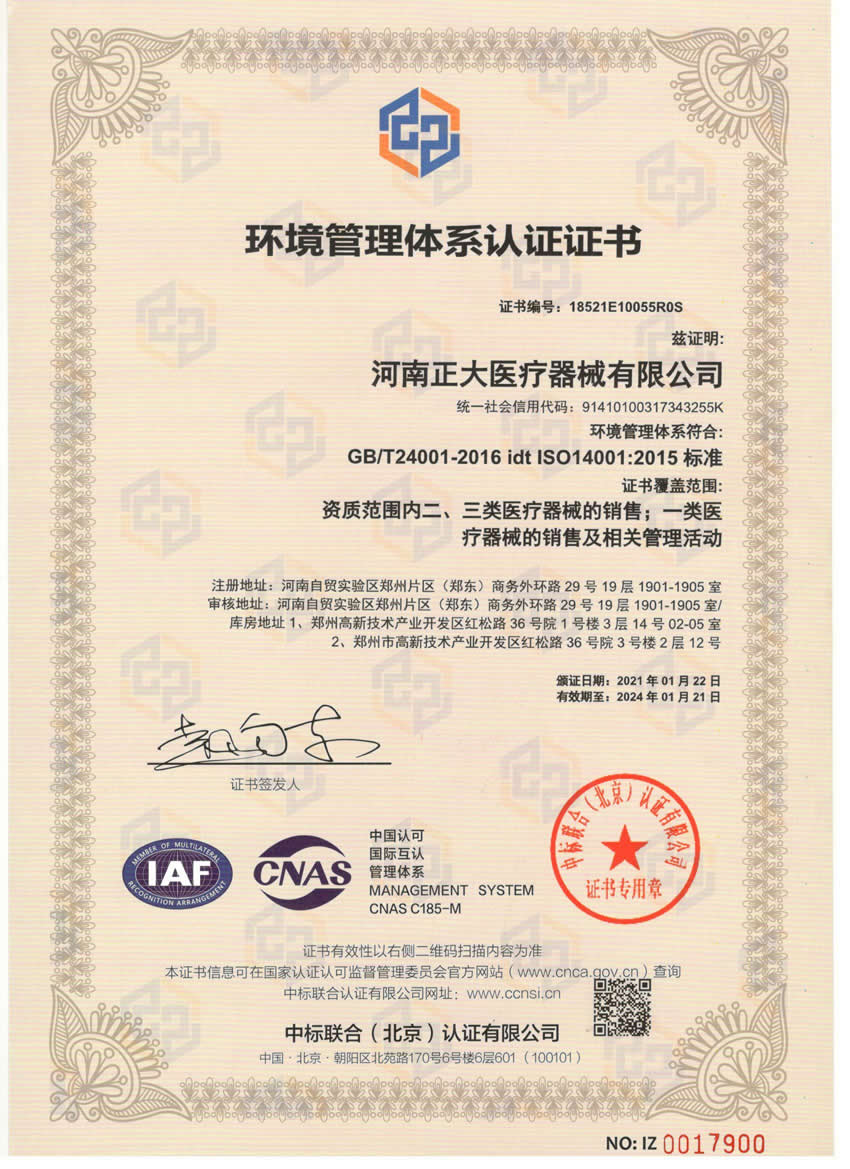 环境管理体系认证证书
证书编号：18521E10055R0S
兹证明:
河南正大医疗器械有限公司
统一社会信用代码：91410100317343255K
环境管理体系符合:
GB/T24001-2016 idt ISO14001:2015 标准
证书覆盖范围:
资质范围内二、三类医疗器械的销售；一类医
疗器械的销售及相关管理活动
注册地址：河南自贸实验区郑州片区（郑东）商务外环路 29 号 19 层 1901-1905 室
审核地址：河南自贸实验区郑州片区（郑东）商务外环路 29 号 19 层 1901-1905 室/
库房地址 1、郑州高新技术产业开发区红松路 36 号院 1 号楼 3 层 14 号 02-05 室
2、郑州市高新技术产业开发区红松路 36 号院 3 号楼 2 层 12 号
颁证日期：2021 年 01 月 22 日
有效期至：2024 年 01 月 21 日
证书签发人
MEMBER OF MULTILATERAL
IAF
RECOGNITION ARRANGEMENT
CNAS
中国认可
国际互认
管理体系
MANAGEMENT SYSTEM
CNAS C185-M
中标联合（北京）认证有限公司
证书专用章
证书有效性以右侧二维码扫描内容为准
本证书信息可在国家认证认可监督管理委员会官方网站（www.cnca.gov.cn）查询
中标联合认证有限公司网址：www.ccnsi.cn
中标联合（北京）认证有限公司
中国·北京·朝阳区北苑路170号6号楼6层601（100101）
NO: IZ 0017900